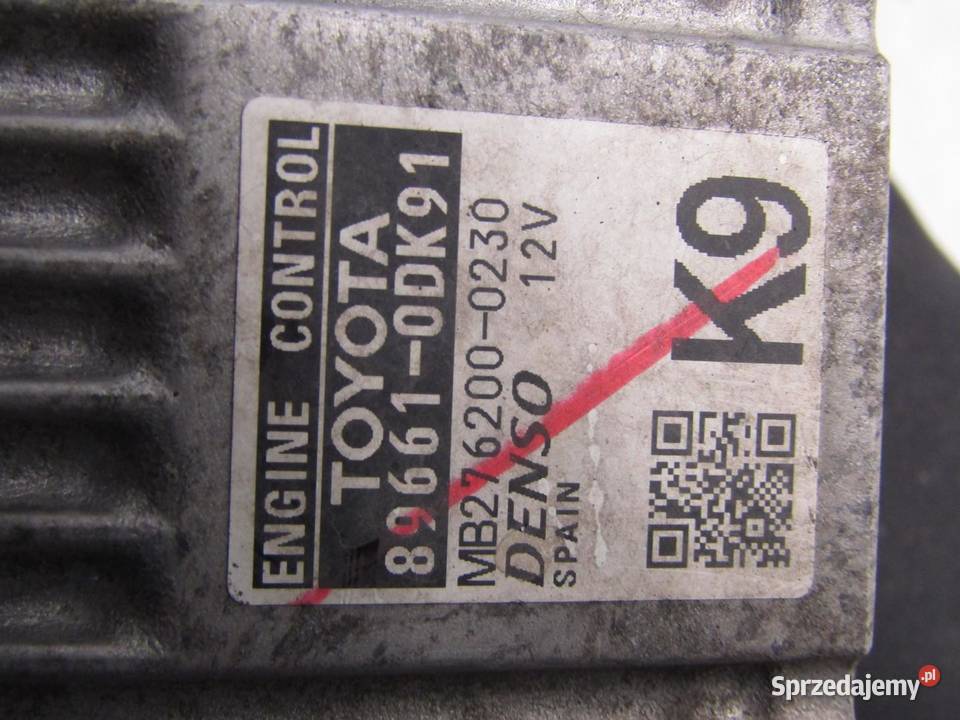 ENGINE CONTROL
TOYOTA
89661-0DK91
MB276200-0230
DENSO 12V
SPAIN
K9
Sprzedajemy.pl